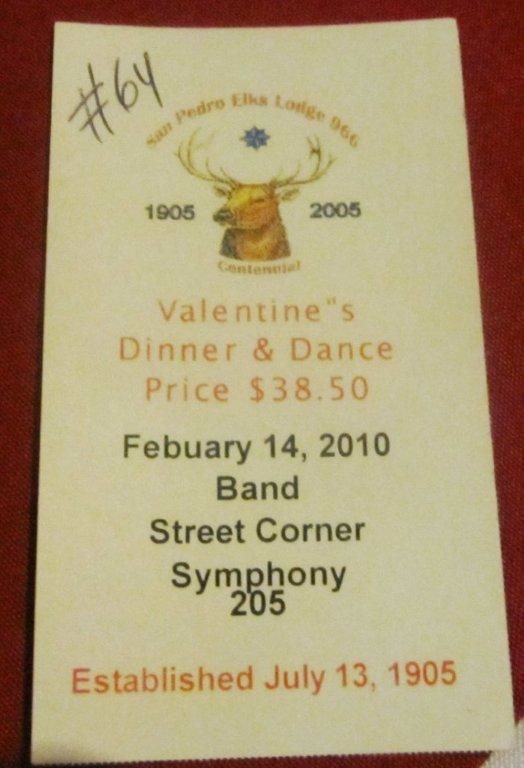 #64
San Pedro Elks Lodge 966
1905 2005
Centennial
Valentine"s
Dinner & Dance
Price $38.50
Febuary 14, 2010
Band
Street Corner
Symphony
205
Established July 13, 1905